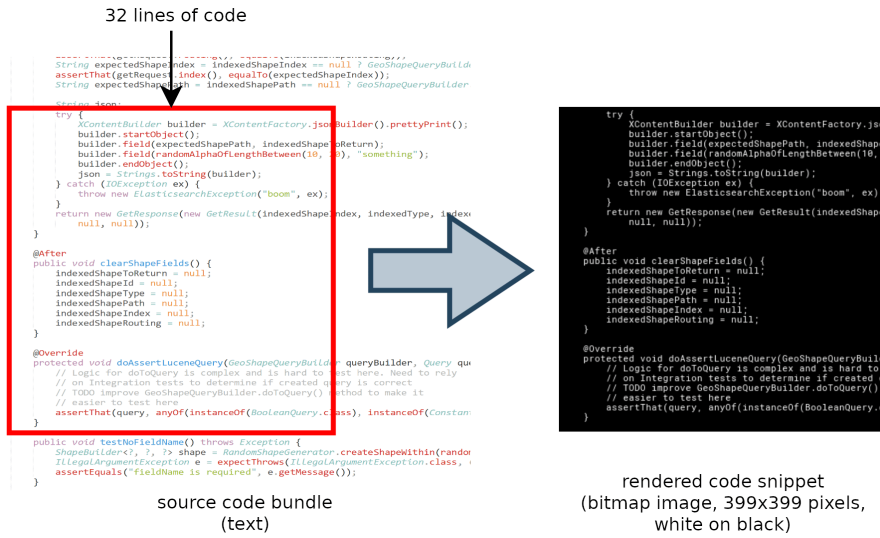 32 lines of code
String expectedShapeIndex = indexedShapeIndex == null ? GeoShapeQueryBuilde
assertThat(getRequest.index(), equalTo(expectedShapeIndex));
String expectedShapePath = indexedShapePath == null ? GeoShapeQueryBuilder
String json;
try {
XContentBuilder builder = XContentFactory.jsonBuilder().prettyPrint();
builder.startObject();
builder.field(expectedShapePath, indexedShapeToReturn);
builder.field(randomAlphaOfLengthBetween(10, 20), "something");
builder.endObject();
json = Strings.toString(builder);
} catch (IOException ex) {
throw new ElasticsearchException("boom", ex);
}
return new GetResponse(new GetResult(indexedShapeIndex, indexedType, indexe
null, null));
}
@After
public void clearShapeFields() {
indexedShapeToReturn = null;
indexedShapeId = null;
indexedShapeType = null;
indexedShapePath = null;
indexedShapeIndex = null;
indexedShapeRouting = null;
}
@Override
protected void doAssertLuceneQuery(GeoShapeQueryBuilder queryBuilder, Query que
// Logic for doToQuery is complex and is hard to test here. Need to rely
// on Integration tests to determine if created query is correct
// TODO improve GeoShapeQueryBuilder.doToQuery() method to make it
// easier to test here
assertThat(query, anyOf(instanceOf(BooleanQuery.class), instanceOf(Constan
}
public void testNoFieldName() throws Exception {
ShapeBuilder<?, ?, ?> shape = RandomShapeGenerator.createShapeWithin(random
IllegalArgumentException e = expectThrows(IllegalArgumentException.class, (
assertEquals("fieldName is required", e.getMessage());
}
source code bundle
(text)
try {
XContentBuilder builder = XContentFactory.jso
builder.startObject();
builder.field(expectedShapePath, indexedShape
builder.field(randomAlphaOfLengthBetween(10,
builder.endObject();
json = Strings.toString(builder);
} catch (IOException ex) {
throw new ElasticsearchException("boom", ex)
}
return new GetResponse(new GetResult(indexedShape
null, null));
}
@After
public void clearShapeFields() {
indexedShapeToReturn = null;
indexedShapeId = null;
indexedShapeType = null;
indexedShapePath = null;
indexedShapeIndex = null;
indexedShapeRouting = null;
}
@Override
protected void doAssertLuceneQuery(GeoShapeQueryBuil
// Logic for doToQuery is complex and is hard to
// on Integration tests to determine if created
// TODO improve GeoShapeQueryBuilder.doToQuery()
// easier to test here
assertThat(query, anyOf(instanceOf(BooleanQuery.
}
rendered code snippet
(bitmap image, 399x399 pixels,
white on black)